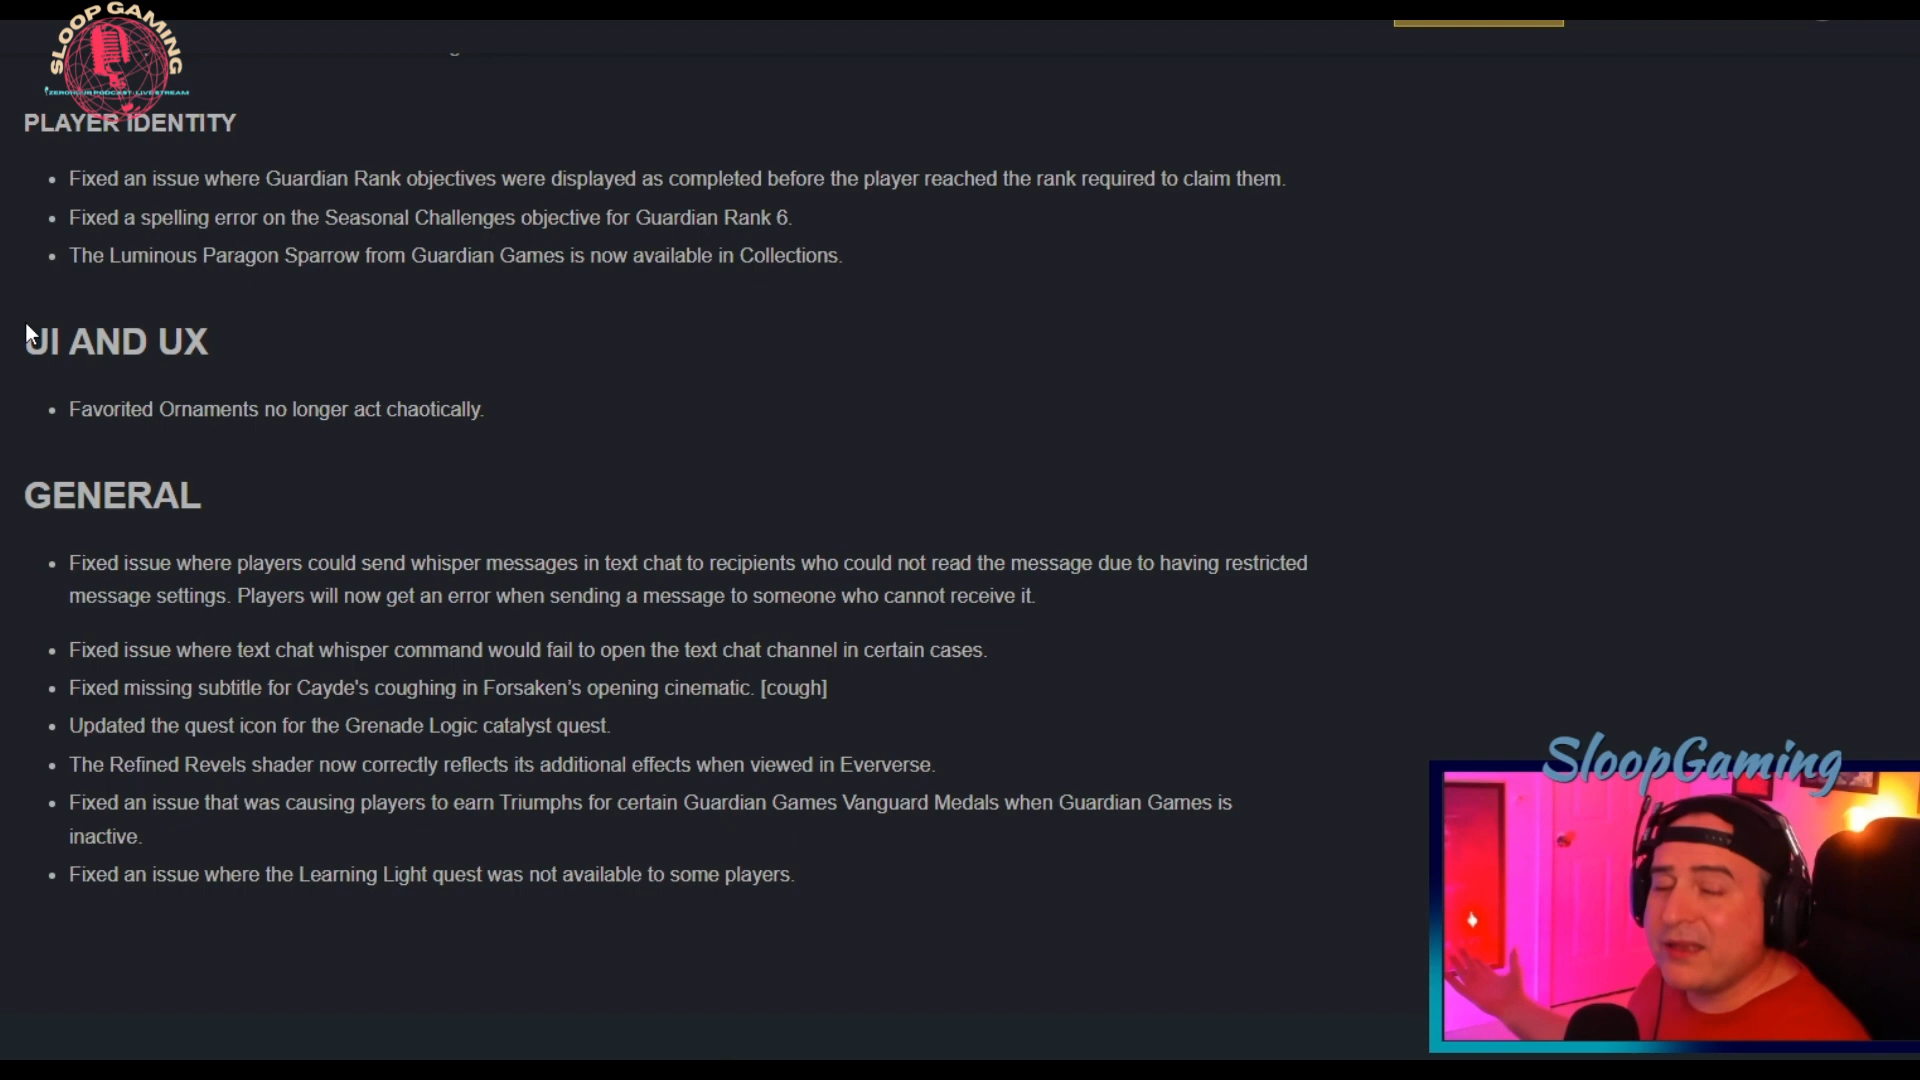 SLOOP GAMING
PLAYER IDENTITY
Fixed an issue where Guardian Rank objectives were displayed as completed before the player reached the rank required to claim them.
Fixed a spelling error on the Seasonal Challenges objective for Guardian Rank 6.
The Luminous Paragon Sparrow from Guardian Games is now available in Collections.
UI AND UX
Favorited Ornaments no longer act chaotically.
GENERAL
Fixed issue where players could send whisper messages in text chat to recipients who could not read the message due to having restricted
message settings. Players will now get an error when sending a message to someone who cannot receive it.
Fixed issue where text chat whisper command would fail to open the text chat channel in certain cases.
Fixed missing subtitle for Cayde's coughing in Forsaken’s opening cinematic. [cough]
Updated the quest icon for the Grenade Logic catalyst quest.
The Refined Revels shader now correctly reflects its additional effects when viewed in Eververse.
Fixed an issue that was causing players to earn Triumphs for certain Guardian Games Vanguard Medals when Guardian Games is
inactive.
Fixed an issue where the Learning Light quest was not available to some players.
SloopGaming